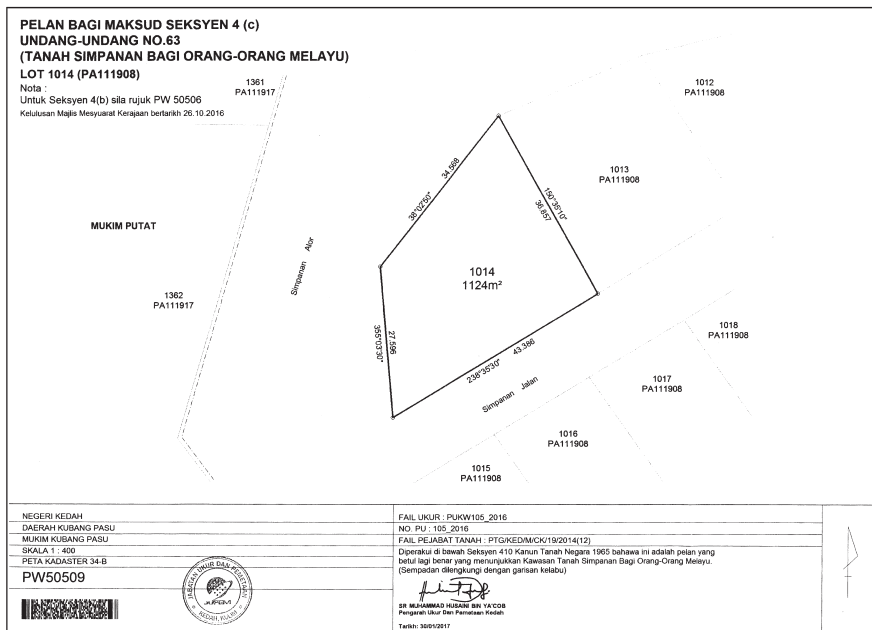 PELAN BAGI MAKSUD SEKSYEN 4 (c)
UNDANG-UNDANG NO.63
(TANAH SIMPANAN BAGI ORANG-ORANG MELAYU)
LOT 1014 (PA111908)
Nota :
Untuk Seksyen 4(b) sila rujuk PW 50506
Kelulusan Majlis Mesyuarat Kerajaan bertarikh 26.10.2016
1361
PA111917
1012
PA111908
1013
PA111908
34.568
38°02'50"
150°35'10"
36.857
MUKIM PUTAT
Simpanan Alor
1014
1124m²
1362
PA111917
355°03'30"
27.596
238°35'30" 43.386
Simpanan Jalan
1018
PA111908
1017
PA111908
1016
PA111908
1015
PA111908
NEGERI KEDAH
DAERAH KUBANG PASU
MUKIM KUBANG PASU
SKALA 1 : 400
PETA KADASTER 34-B
PW50509
JABATAN UKUR DAN PEMETAAN
JUPEM
KEDAH
FAIL UKUR : PUKW105_2016
NO. PU : 105_2016
FAIL PEJABAT TANAH : PTG/KED/M/CK/19/2014(12)
Diperakui di bawah Seksyen 410 Kanun Tanah Negara 1965 bahawa ini adalah pelan yang
betul lagi benar yang menunjukkan Kawasan Tanah Simpanan Bagi Orang-Orang Melayu.
(Sempadan dilengkungi dengan garisan kelabu)
SR MUHAMMAD HUSAINI BIN YA'COB
Pengarah Ukur Dan Pemetaan Kedah
Tarikh: 30/01/2017